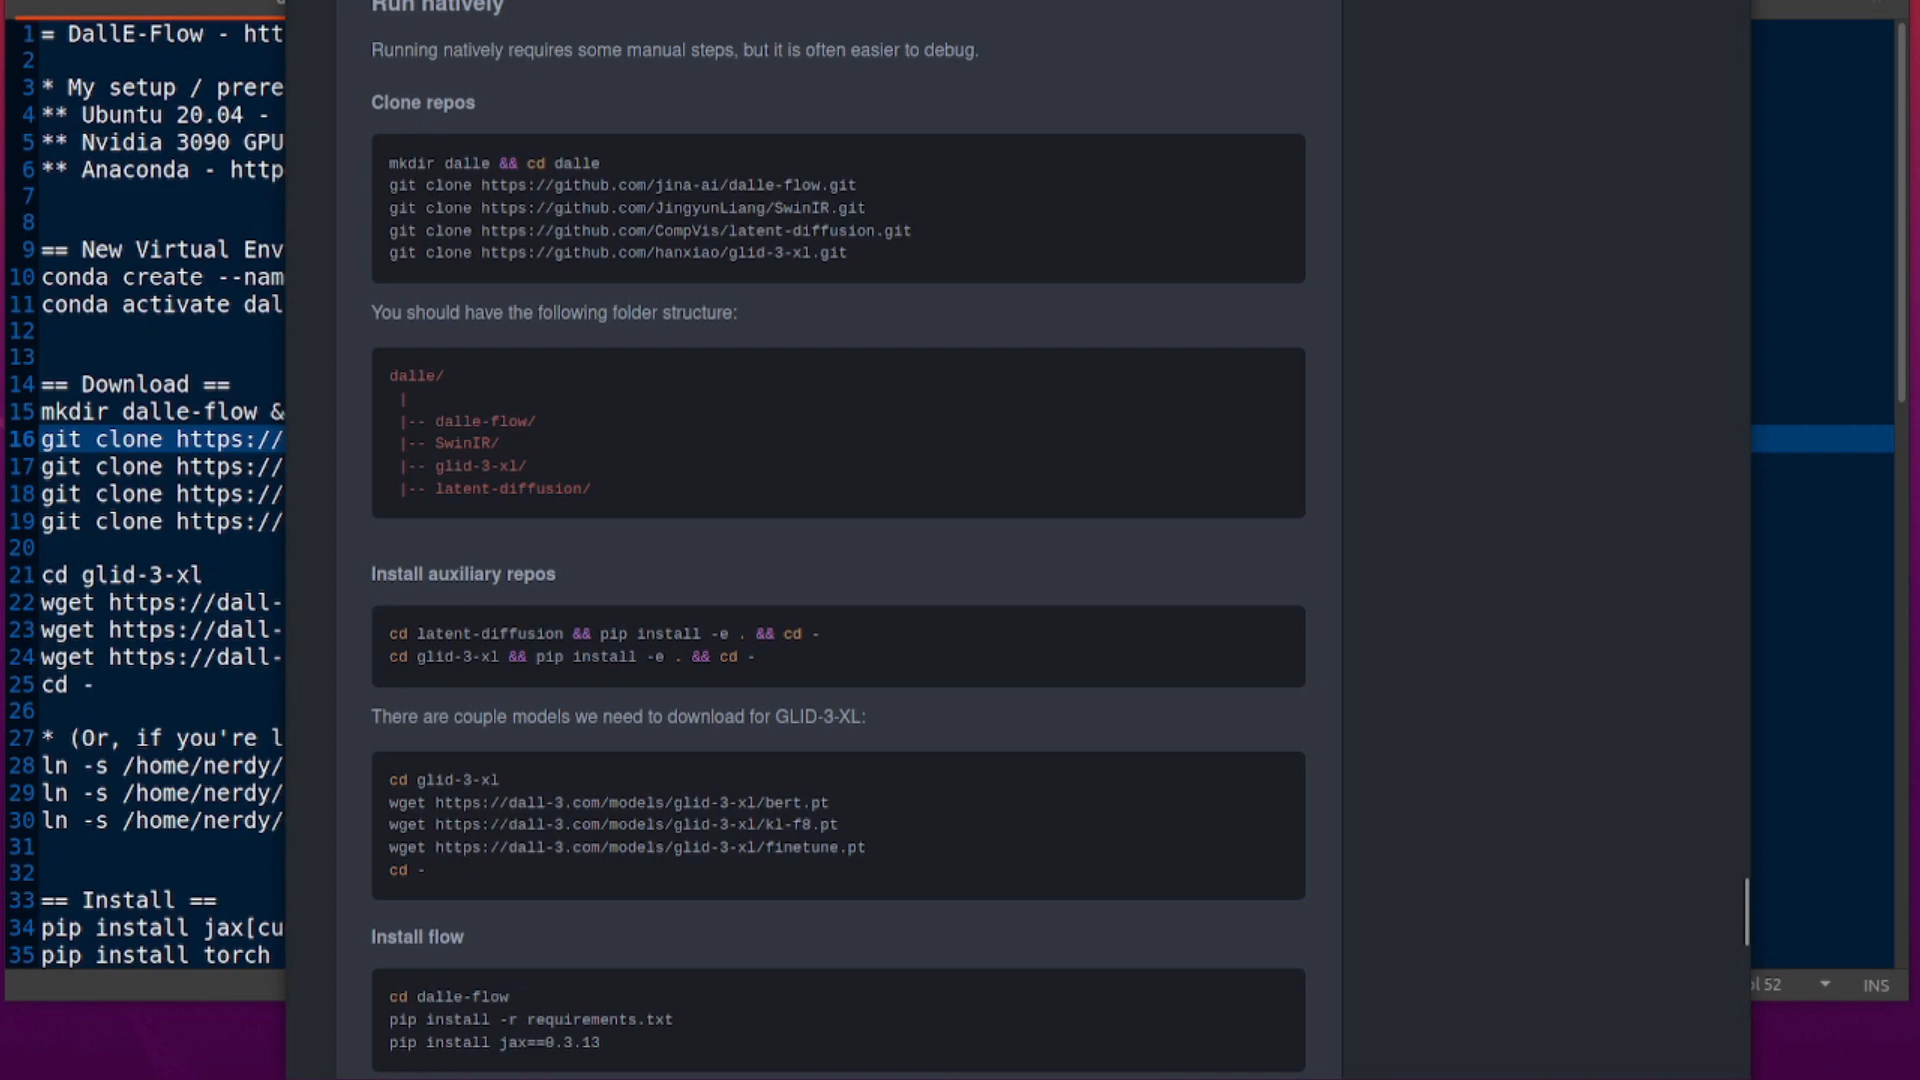 1 = DallE-Flow - htt
2
3 * My setup / prere
4 ** Ubuntu 20.04 -
5 ** Nvidia 3090 GPU
6 ** Anaconda - http
7
8
9 == New Virtual Env
10 conda create --nam
11 conda activate dal
12
13
14 == Download ==
15 mkdir dalle-flow &
16 git clone https://
17 git clone https://
18 git clone https://
19 git clone https://
20
21 cd glid-3-xl
22 wget https://dall-
23 wget https://dall-
24 wget https://dall-
25 cd -
26
27 * (Or, if you're l
28 ln -s /home/nerdy/
29 ln -s /home/nerdy/
30 ln -s /home/nerdy/
31
32
33 == Install ==
34 pip install jax[cu
35 pip install torch
Run natively
Running natively requires some manual steps, but it is often easier to debug.
Clone repos
mkdir dalle && cd dalle
git clone https://github.com/jina-ai/dalle-flow.git
git clone https://github.com/JingyunLiang/SwinIR.git
git clone https://github.com/CompVis/latent-diffusion.git
git clone https://github.com/hanxiao/glid-3-xl.git
You should have the following folder structure:
dalle/
|
|-- dalle-flow/
|-- SwinIR/
|-- glid-3-xl/
|-- latent-diffusion/
Install auxiliary repos
cd latent-diffusion && pip install -e . && cd -
cd glid-3-xl && pip install -e . && cd -
There are couple models we need to download for GLID-3-XL:
cd glid-3-xl
wget https://dall-3.com/models/glid-3-xl/bert.pt
wget https://dall-3.com/models/glid-3-xl/kl-f8.pt
wget https://dall-3.com/models/glid-3-xl/finetune.pt
cd -
Install flow
cd dalle-flow
pip install -r requirements.txt
pip install jax==0.3.13
ol 52
INS